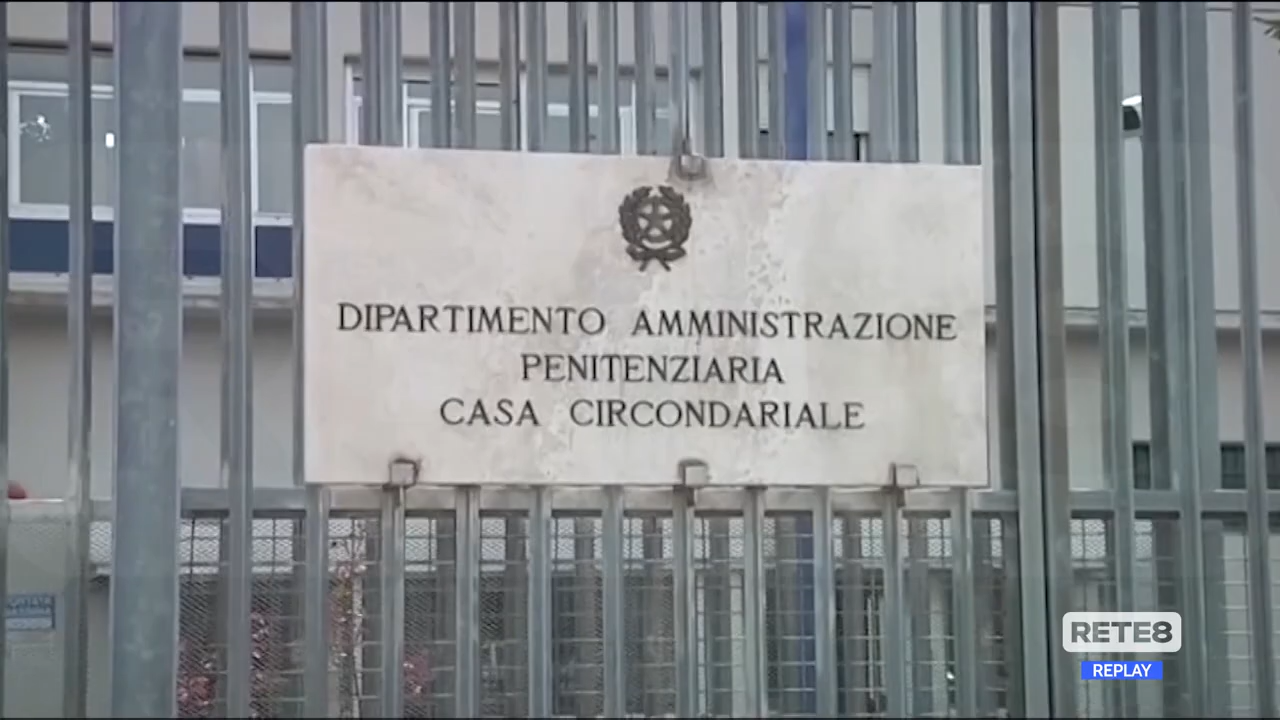 DIPARTIMENTO AMMINISTRAZIONE
PENITENZIARIA
CASA CIRCONDARIALE
RETE8
REPLAY